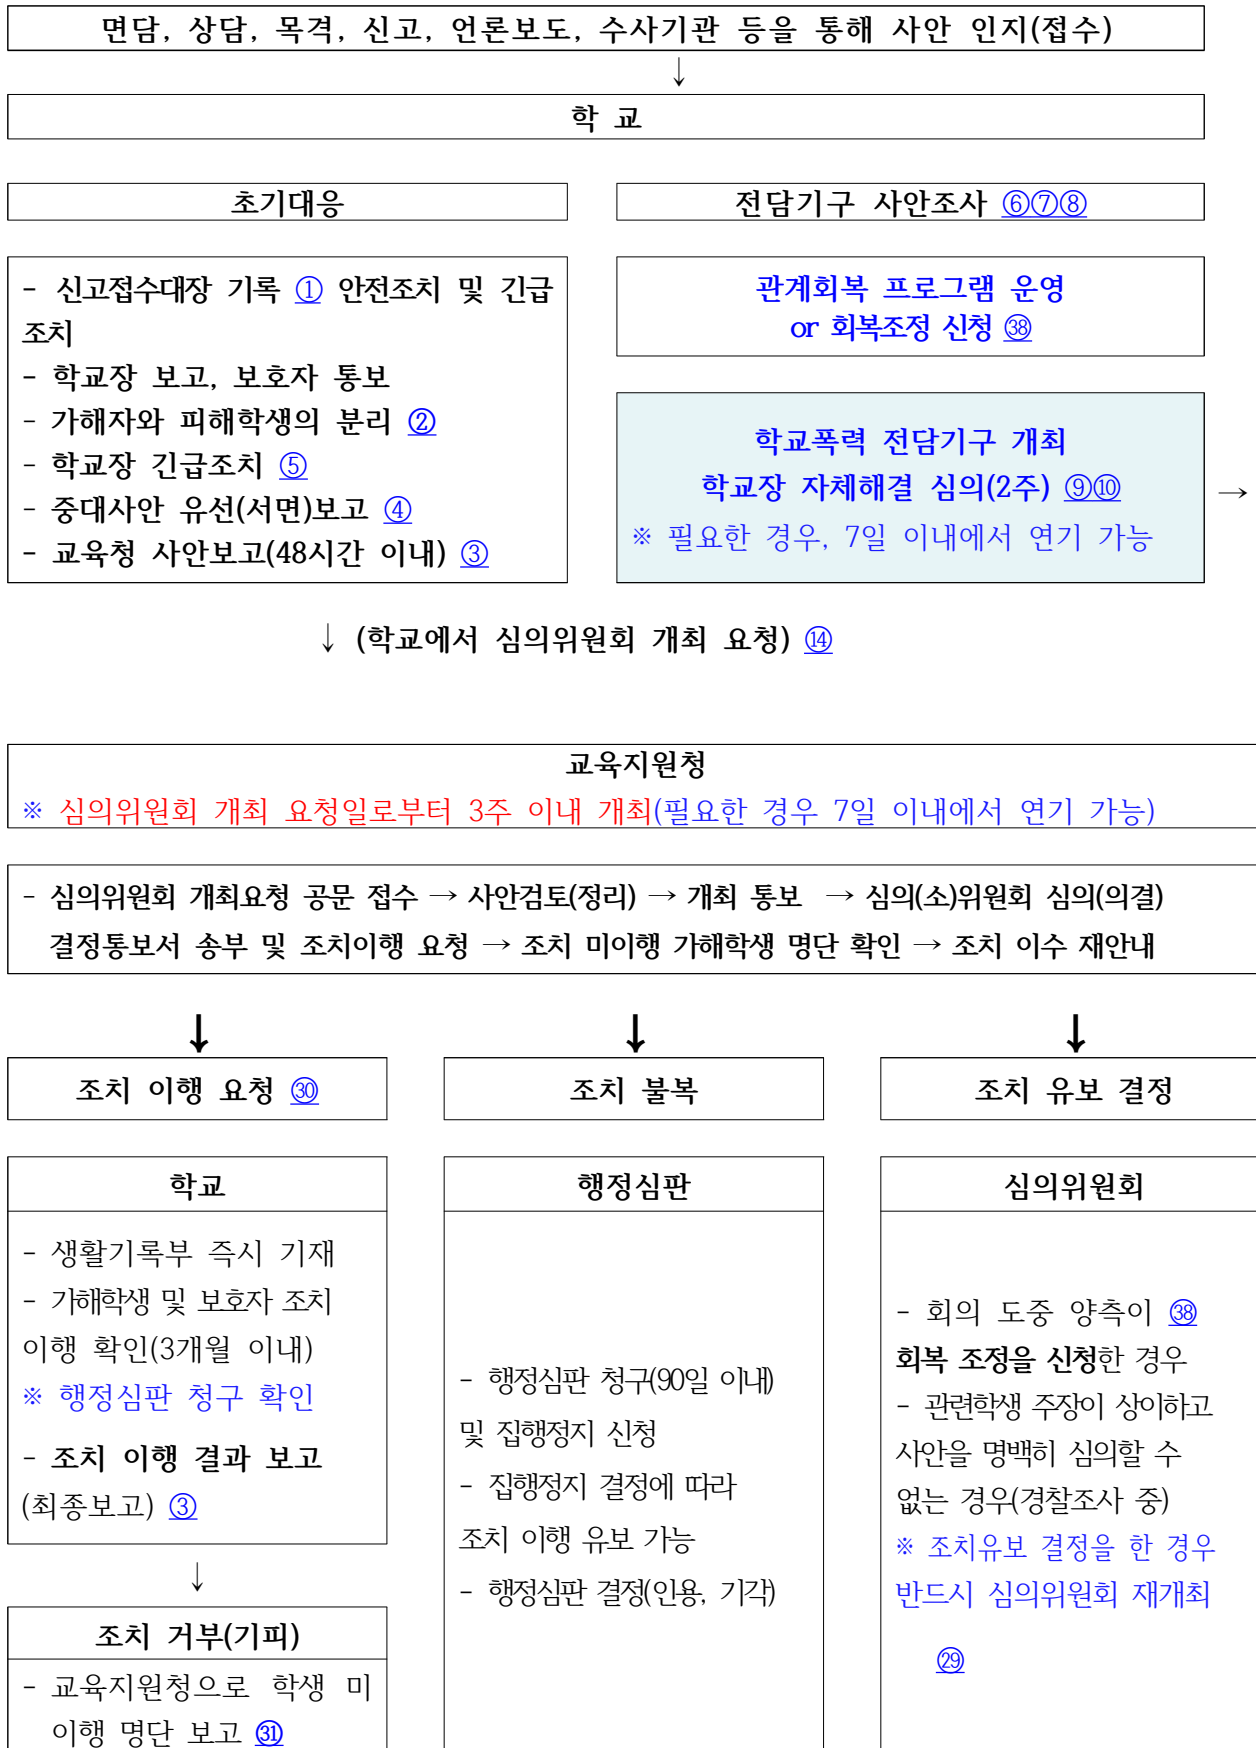 면담, 상담, 목격, 신고, 언론보도, 수사기관 등을 통해 사안 인지(접수)
↓
학 교
초기대응
- 신고접수대장 기록 ① 안전조치 및 긴급
조치
- 학교장 보고, 보호자 통보
- 가해자와 피해학생의 분리 ②
- 학교장 긴급조치 ⑤
- 중대사안 유선(서면)보고 ④
- 교육청 사안보고(48시간 이내) ③
전담기구 사안조사 ⑥⑦⑧
관계회복 프로그램 운영
or 회복조정 신청 ㊳
학교폭력 전담기구 개최
학교장 자체해결 심의(2주) ⑨⑩
※ 필요한 경우, 7일 이내에서 연기 가능
→
↓ (학교에서 심의위원회 개최 요청) ⑭
교육지원청
※ 심의위원회 개최 요청일로부터 3주 이내 개최(필요한 경우 7일 이내에서 연기 가능)
- 심의위원회 개최요청 공문 접수 → 사안검토(정리) → 개최 통보 → 심의(소)위원회 심의(의결)
결정통보서 송부 및 조치이행 요청 → 조치 미이행 가해학생 명단 확인 → 조치 이수 재안내
↓
조치 이행 요청 ㉚
학교
- 생활기록부 즉시 기재
- 가해학생 및 보호자 조치
이행 확인(3개월 이내)
※ 행정심판 청구 확인
- 조치 이행 결과 보고
(최종보고) ③
↓
조치 거부(기피)
- 교육지원청으로 학생 미
이행 명단 보고 ㉛
↓
조치 불복
행정심판
- 행정심판 청구(90일 이내)
및 집행정지 신청
- 집행정지 결정에 따라
조치 이행 유보 가능
- 행정심판 결정(인용, 기각)
↓
조치 유보 결정
심의위원회
- 회의 도중 양측이 ㊳
회복 조정을 신청한 경우
- 관련학생 주장이 상이하고
사안을 명백히 심의할 수
없는 경우(경찰조사 중)
※ 조치유보 결정을 한 경우
반드시 심의위원회 재개최
㉙